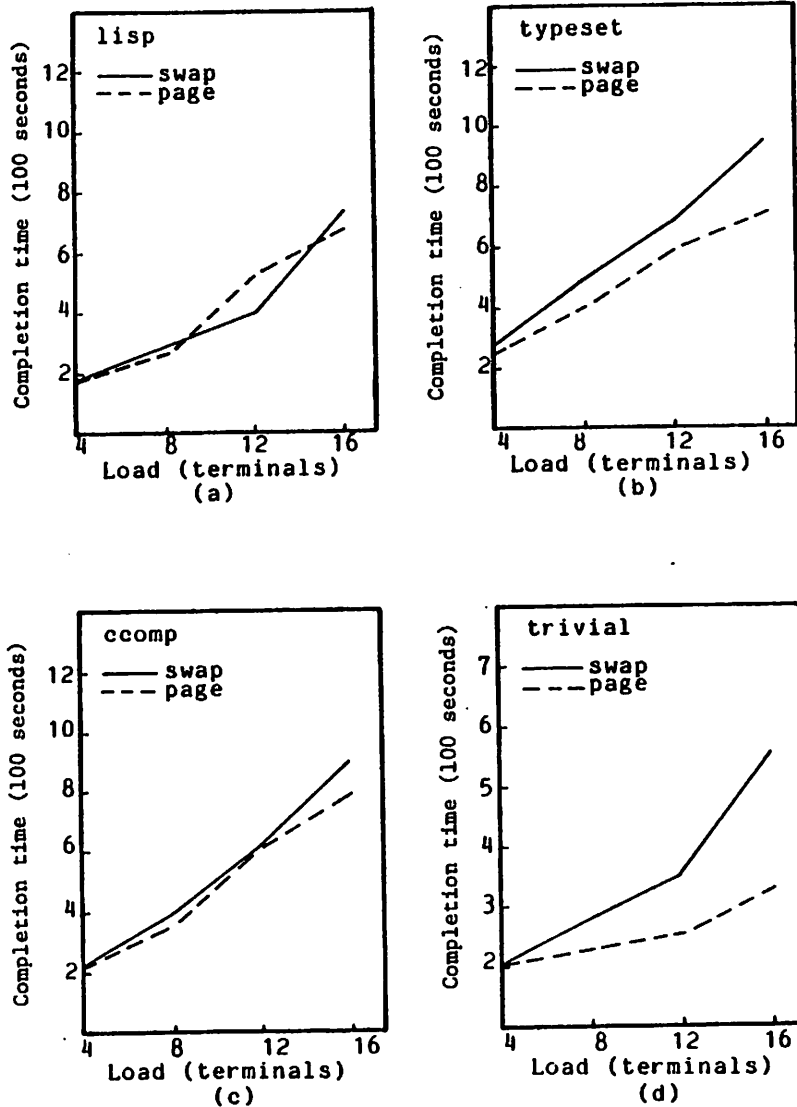 lisp
swap
page
Completion time (100 seconds)
12
10
8
6
4
2
4 8 12 16
Load (terminals)
(a)
typeset
swap
page
Completion time (100 seconds)
12
10
8
6
4
2
4 8 12 16
Load (terminals)
(b)
ccomp
swap
page
Completion time (100 seconds)
12
10
8
6
4
2
4 8 12 16
Load (terminals)
(c)
trivial
swap
page
Completion time (100 seconds)
7
6
5
4
3
2
4 8 12 16
Load (terminals)
(d)